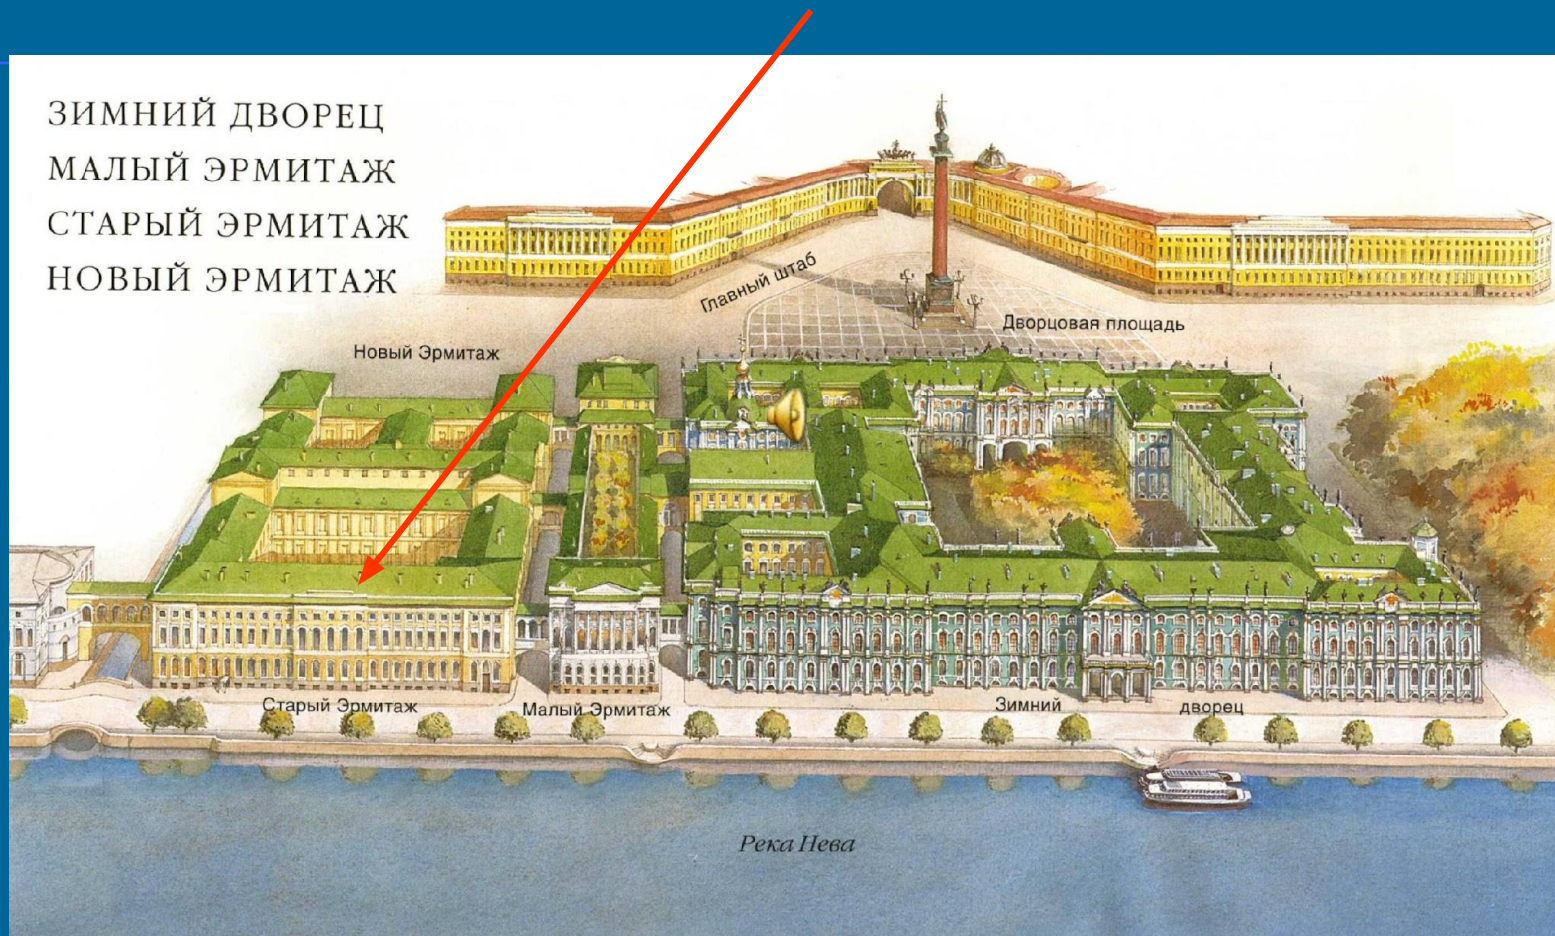 ЗИМНИЙ ДВОРЕЦ
МАЛЫЙ ЭРМИТАЖ
СТАРЫЙ ЭРМИТАЖ
НОВЫЙ ЭРМИТАЖ
Главный штаб
Дворцовая площадь
Новый Эрмитаж
Старый Эрмитаж
Малый Эрмитаж
Зимний дворец
Река Нева